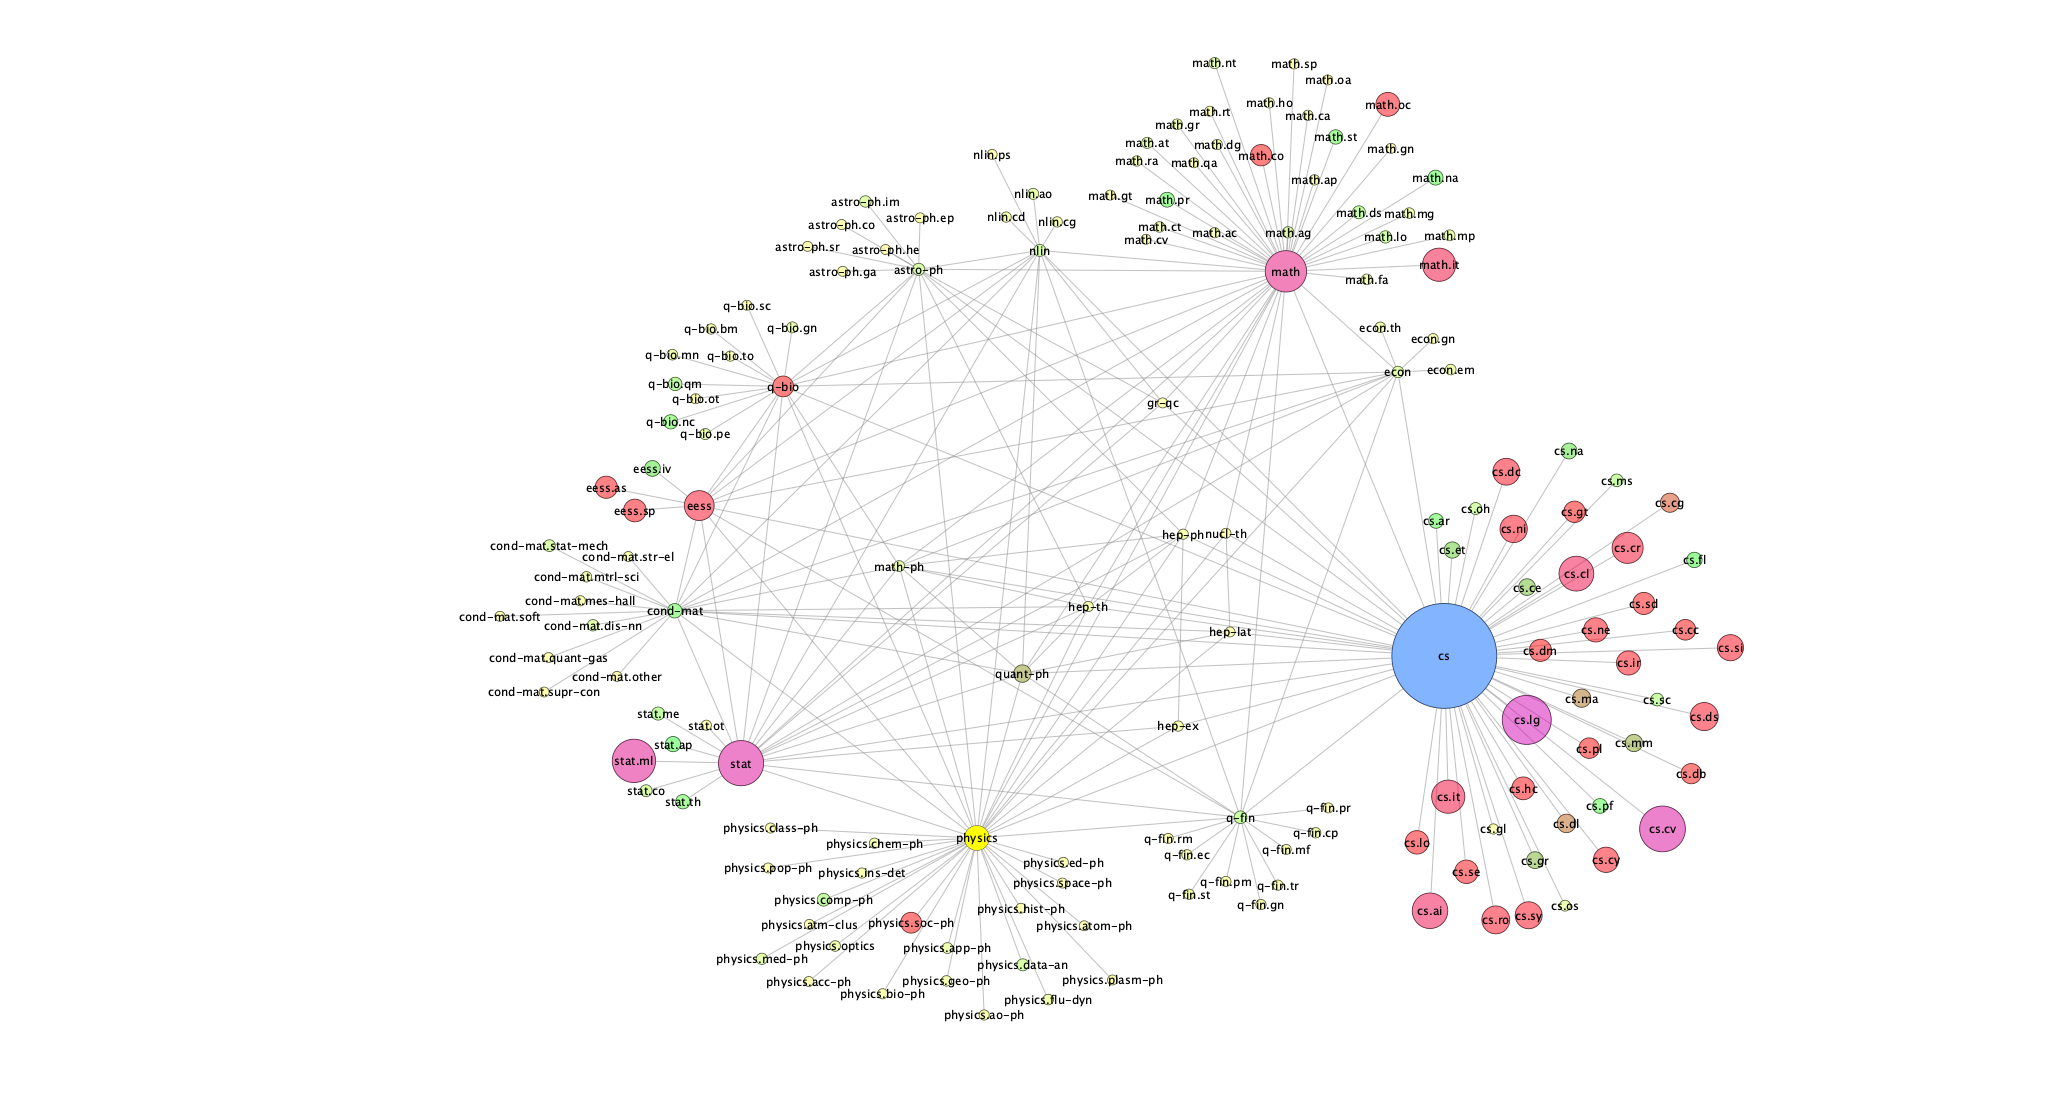 math.nt
math.sp
math.oa
math.ho
math.oc
math.rt
math.ca
math.gr
math.st
math.at
math.dg
math.gn
nlin.ps
math.co
math.ra
math.qa
math.na
math.ap
nlin.ao
math.gt
math.pr
astro-ph.im
math.ds
math.mg
astro-ph.ep
nlin.cd
nlin.cg
astro-ph.co
math.ct
math.ac
math.ag
math.lo
math.mp
math.cv
astro-ph.sr
astro-ph.he
nlin
math.it
astro-ph.ga
astro-ph
math
math.fa
q-bio.sc
q-bio.bm
q-bio.gn
econ.th
econ.gn
q-bio.mn
q-bio.to
econ
econ.em
q-bio.qm
q-bio
q-bio.ot
gr-qc
q-bio.nc
q-bio.pe
cs.na
eess.iv
cs.dc
cs.ms
eess.as
cs.cg
eess
eess.sp
cs.oh
cs.gt
cs.ar
cs.ni
hep-ph
nucl-th
cond-mat.stat-mech
cs.et
cs.cr
cond-mat.str-el
cs.fl
math-ph
cs.cl
cond-mat.mtrl-sci
cs.ce
cond-mat.mes-hall
hep-th
cs.sd
cond-mat
cond-mat.soft
cond-mat.dis-nn
hep-lat
cs.ne
cs.cc
cs.si
cs.dm
cs
cond-mat.quant-gas
cs.ir
quant-ph
cond-mat.other
cond-mat.supr-con
cs.ma
cs.sc
stat.me
cs.ds
cs.lg
stat.ot
hep-ex
stat.ap
cs.mm
cs.pl
stat.ml
stat
cs.db
stat.co
cs.hc
stat.th
cs.it
cs.pf
q-fin.pr
q-fin
cs.dl
physics.class-ph
cs.gl
cs.cv
q-fin.cp
physics
q-fin.rm
physics.chem-ph
cs.lo
q-fin.mf
q-fin.ec
cs.gr
cs.cy
physics.ed-ph
physics.pop-ph
physics.ins-det
cs.se
q-fin.pm
physics.space-ph
q-fin.tr
q-fin.st
physics.comp-ph
q-fin.gn
cs.os
physics.hist-ph
cs.ai
cs.sy
cs.ro
physics.soc-ph
physics.atm-clus
physics.atom-ph
physics.optics
physics.app-ph
physics.med-ph
physics.data-an
physics.acc-ph
physics.geo-ph
physics.plasm-ph
physics.bio-ph
physics.flu-dyn
physics.ao-ph